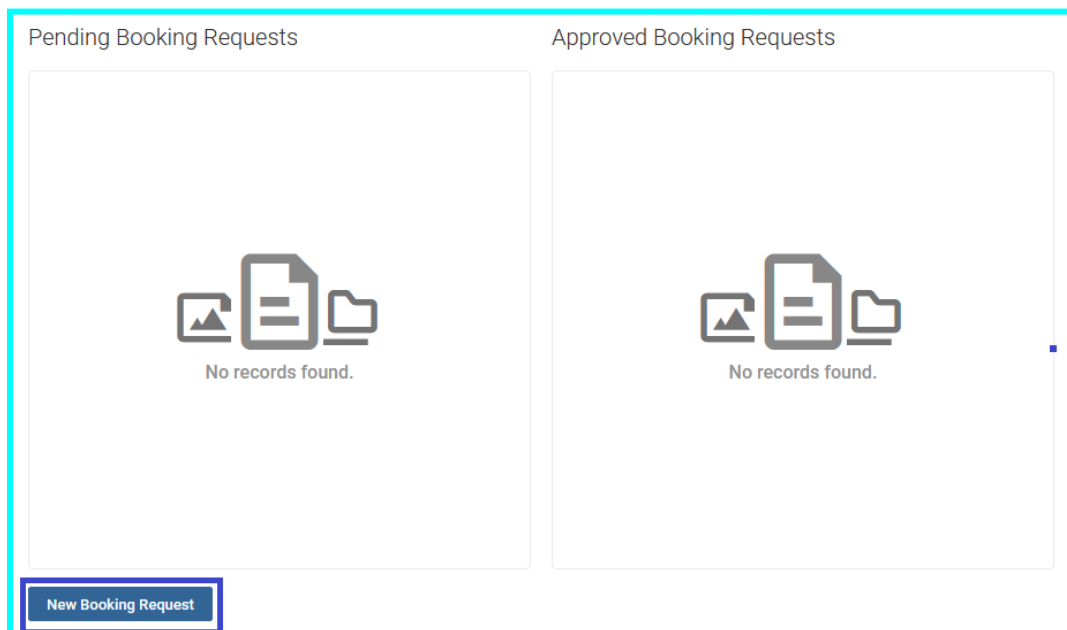 Pending Booking Requests
Approved Booking Requests
No records found.
No records found.
New Booking Request